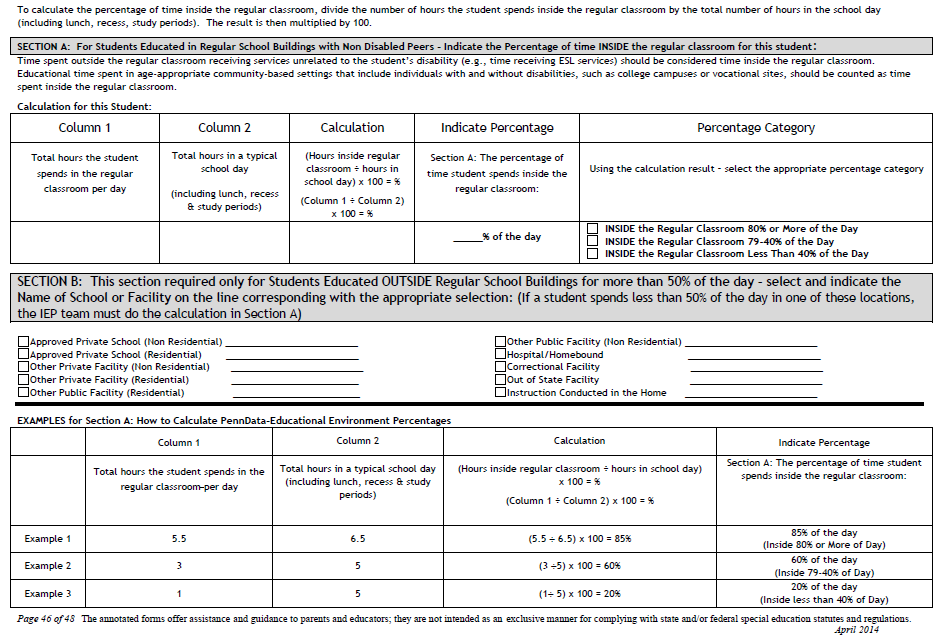 To calculate the percentage of time inside the regular classroom, divide the number of hours the student spends inside the regular classroom by the total number of hours in the school day
(including lunch, recess, study periods).  The result is then multiplied by 100.
SECTION A:  For Students Educated in Regular School Buildings with Non Disabled Peers – Indicate the Percentage of time INSIDE the regular classroom for this student:
Time spent outside the regular classroom receiving services unrelated to the student's disability (e.g., time receiving ESL services) should be considered time inside the regular classroom.
Educational time spent in age-appropriate community-based settings that include individuals with and without disabilities, such as college campuses or vocational sites, should be counted as time
spent inside the regular classroom.
Calculation for this Student:
Column 1
Column 2
Calculation
Indicate Percentage
Percentage Category
Total hours the student
spends in the regular
classroom per day
Total hours in a typical
school day
(including lunch, recess
& study periods)
(Hours inside regular
classroom ÷ hours in
school day) x 100 = %
(Column 1 ÷ Column 2)
x 100 = %
Section A: The percentage of
time student spends inside the
regular classroom:
Using the calculation result – select the appropriate percentage category
_____% of the day
INSIDE the Regular Classroom 80% or More of the Day
INSIDE the Regular Classroom 79-40% of the Day
INSIDE the Regular Classroom Less Than 40% of the Day
SECTION B:  This section required only for Students Educated OUTSIDE Regular School Buildings for more than 50% of the day – select and indicate the
Name of School or Facility on the line corresponding with the appropriate selection: (If a student spends less than 50% of the day in one of these locations,
the IEP team must do the calculation in Section A)
Approved Private School (Non Residential)
Approved Private School (Residential)
Other Private Facility (Non Residential)
Other Private Facility (Residential)
Other Public Facility (Residential)
Other Public Facility (Non Residential)
Hospital/Homebound
Correctional Facility
Out of State Facility
Instruction Conducted in the Home
EXAMPLES for Section A: How to Calculate PennData-Educational Environment Percentages
Column 1
Column 2
Calculation
Indicate Percentage
Total hours the student spends in the
regular classroom–per day
Total hours in a typical school day
(including lunch, recess & study
periods)
(Hours inside regular classroom ÷ hours in school day)
x 100 = %
(Column 1 ÷ Column 2) x 100 = %
Section A: The percentage of time student
spends inside the regular classroom:
Example 1
5.5
6.5
(5.5 ÷ 6.5) x 100 = 85%
85% of the day
(Inside 80% or More of Day)
Example 2
3
5
(3 ÷5) x 100 = 60%
60% of the day
(Inside 79-40% of Day)
Example 3
1
5
(1÷ 5) x 100 = 20%
20% of the day
(Inside less than 40% of Day)
Page 46 of 48  The annotated forms offer assistance and guidance to parents and educators; they are not intended as an exclusive manner for complying with state and/or federal special education statutes and regulations.
April 2014